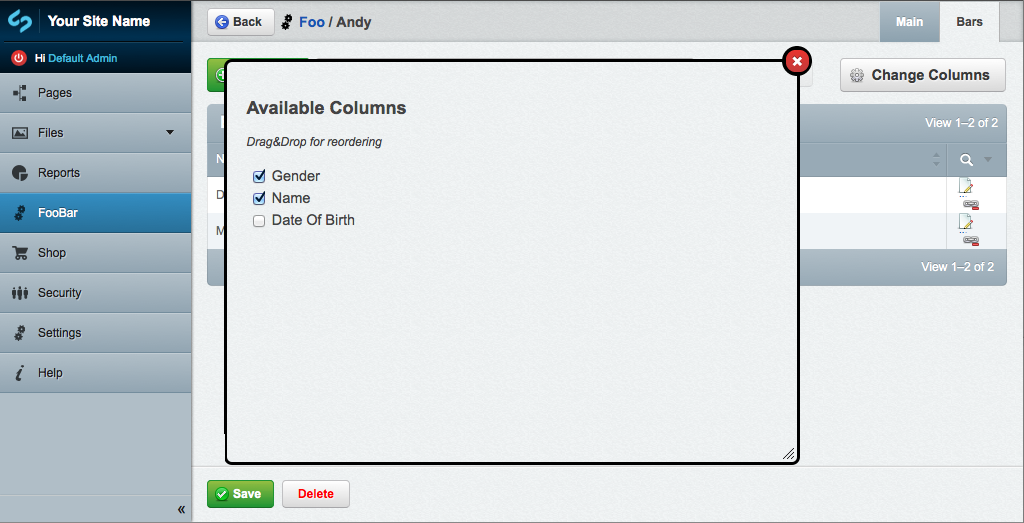 Your Site Name
Hi Default Admin
Pages
Files
Reports
FooBar
Shop
Security
Settings
Help
«
Back
Foo / Andy
Main
Bars
Change Columns
View 1–2 of 2
N
D
M
View 1–2 of 2
Available Columns
Drag&Drop for reordering
Gender
Name
Date Of Birth
Save
Delete